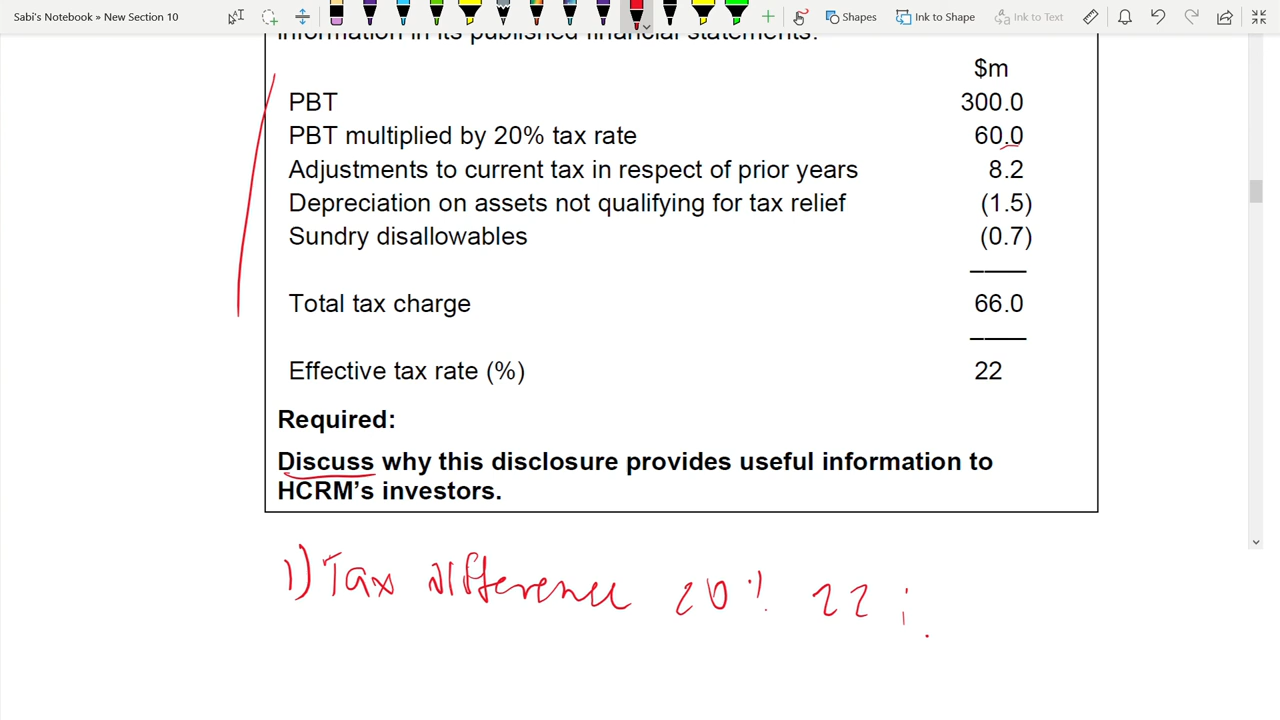 Sabi's Notebook » New Section 10
Shapes
Ink to Shape
Ink to Text
information in its published financial statements:
$m
PBT 300.0
PBT multiplied by 20% tax rate 60.0
Adjustments to current tax in respect of prior years 8.2
Depreciation on assets not qualifying for tax relief (1.5)
Sundry disallowables (0.7)
Total tax charge 66.0
Effective tax rate (%) 22
Required:
Discuss why this disclosure provides useful information to
HCRM’s investors.
1) Tax difference 20% 22